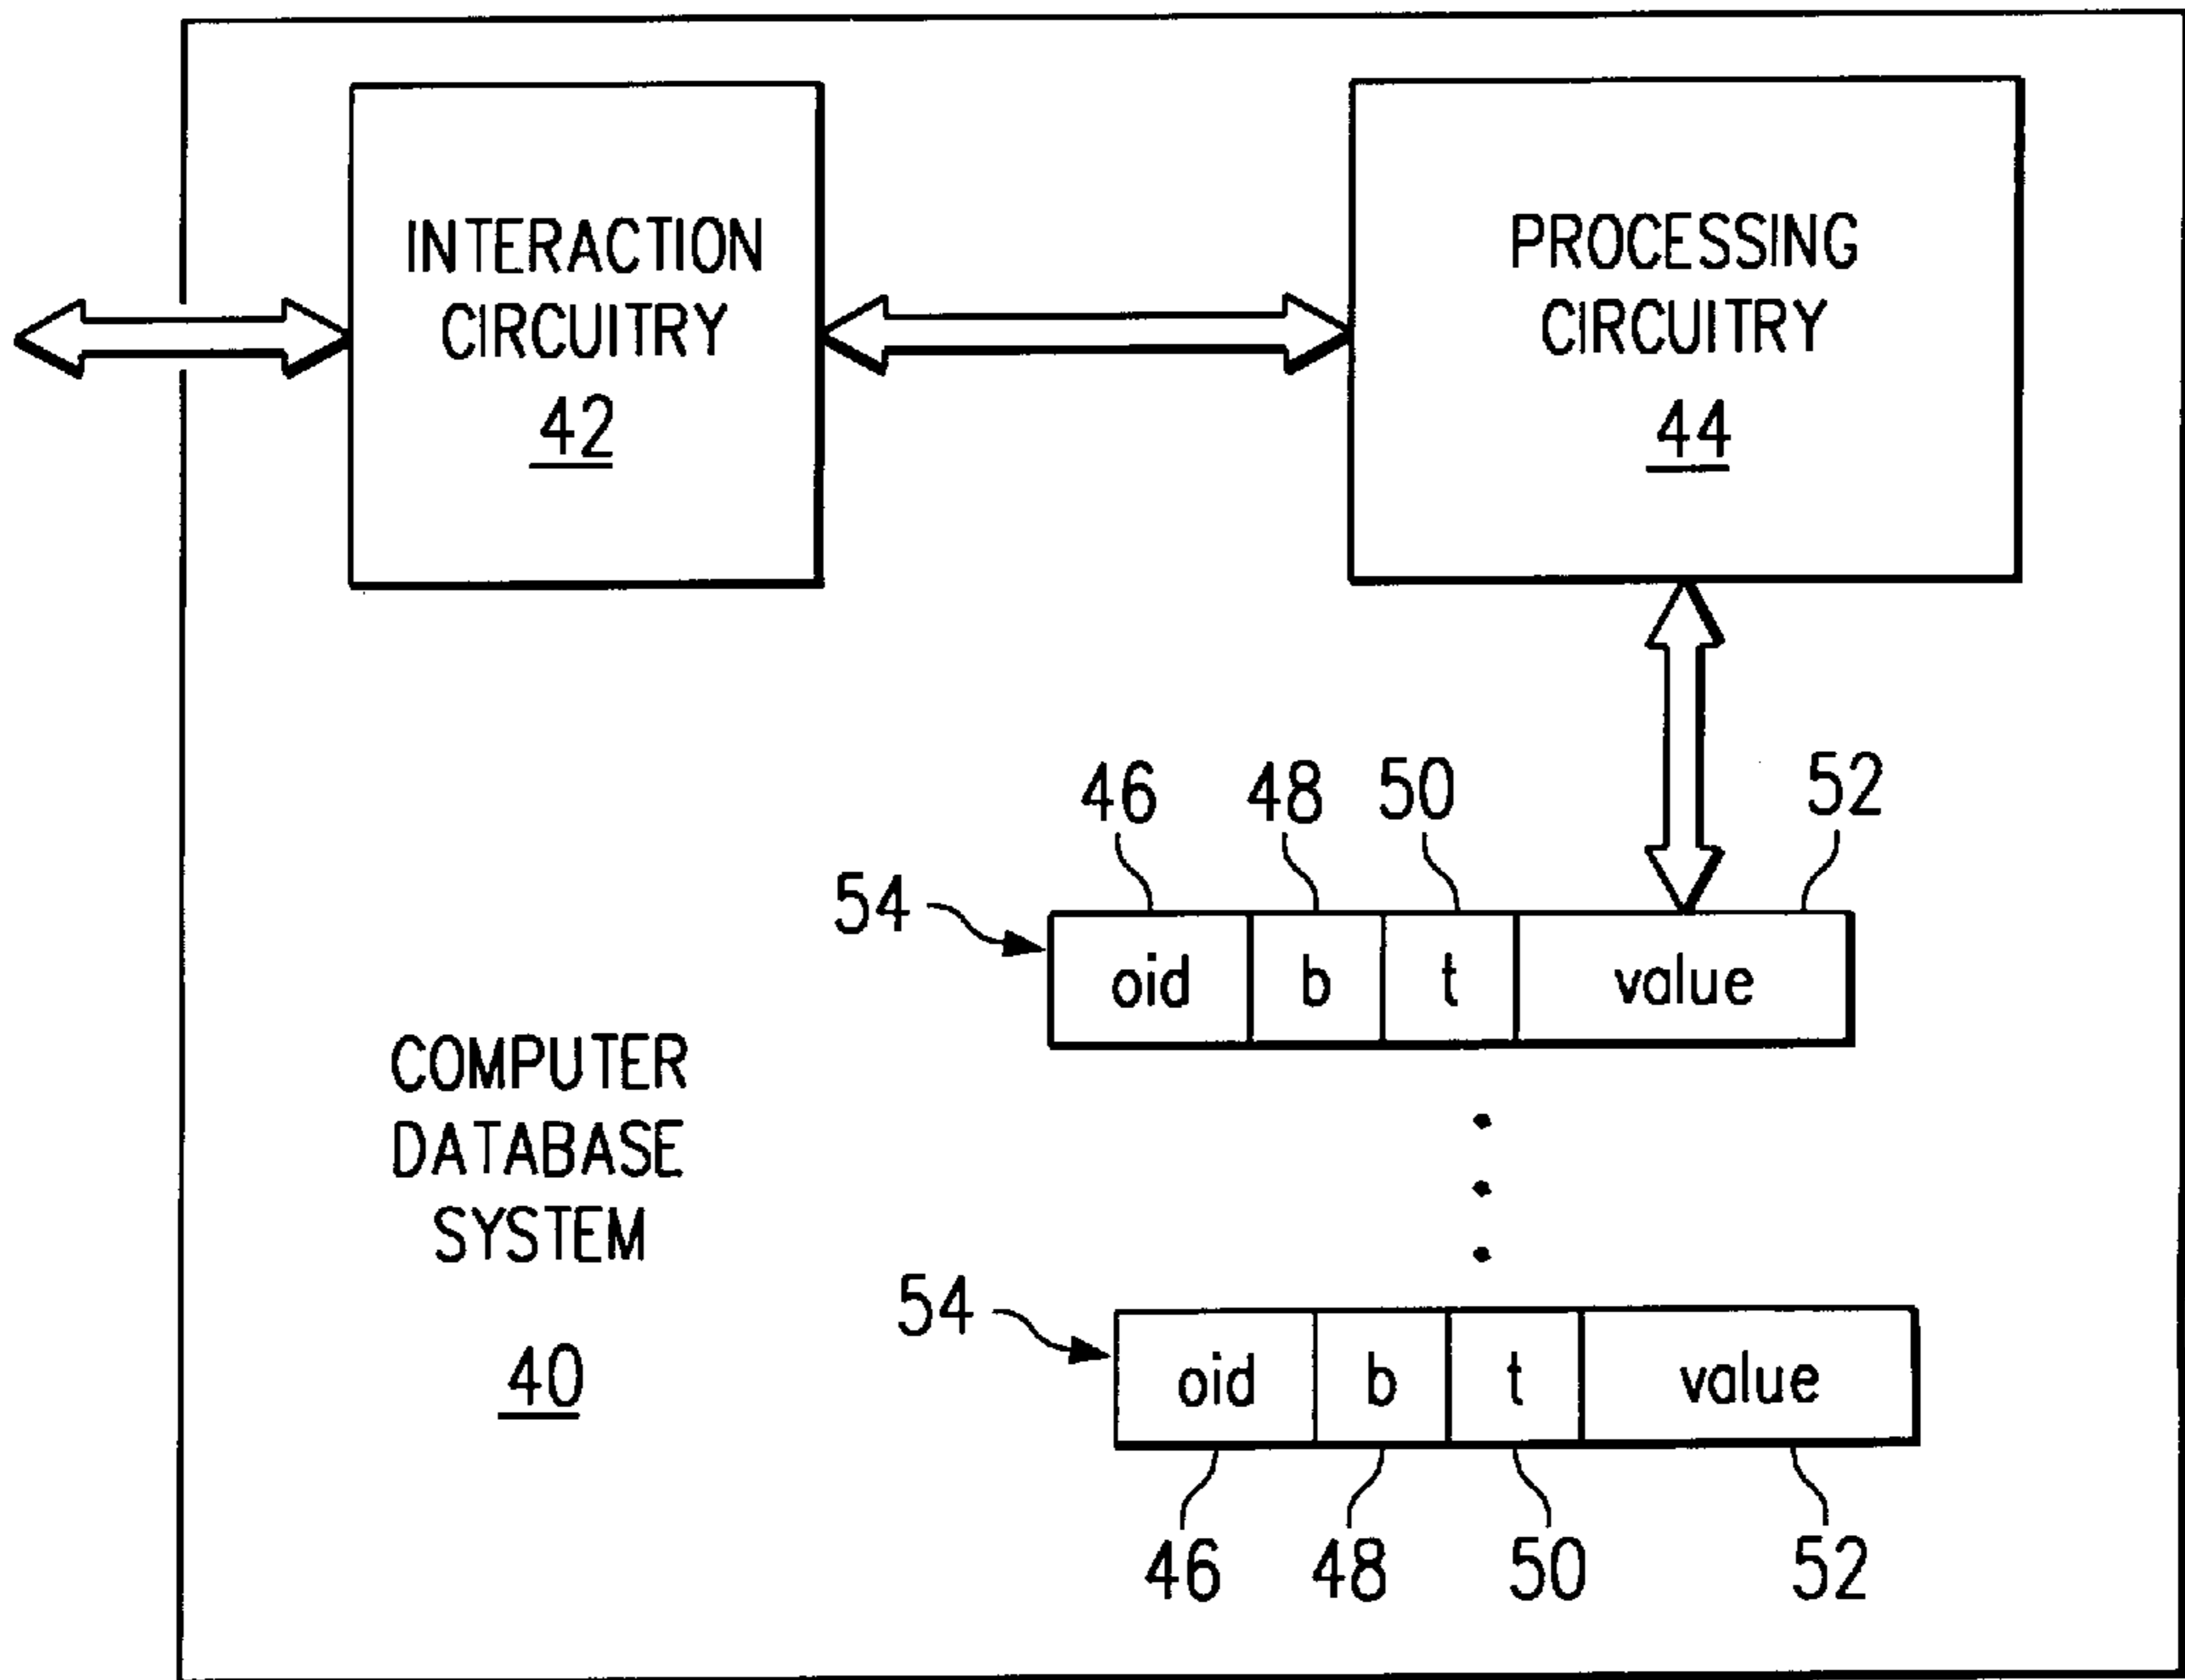 INTERACTION
CIRCUITRY
42
PROCESSING
CIRCUITRY
44
46 48 50 52
54
oid b t value
COMPUTER
DATABASE
SYSTEM
40
54
oid b t value
46 48 50 52